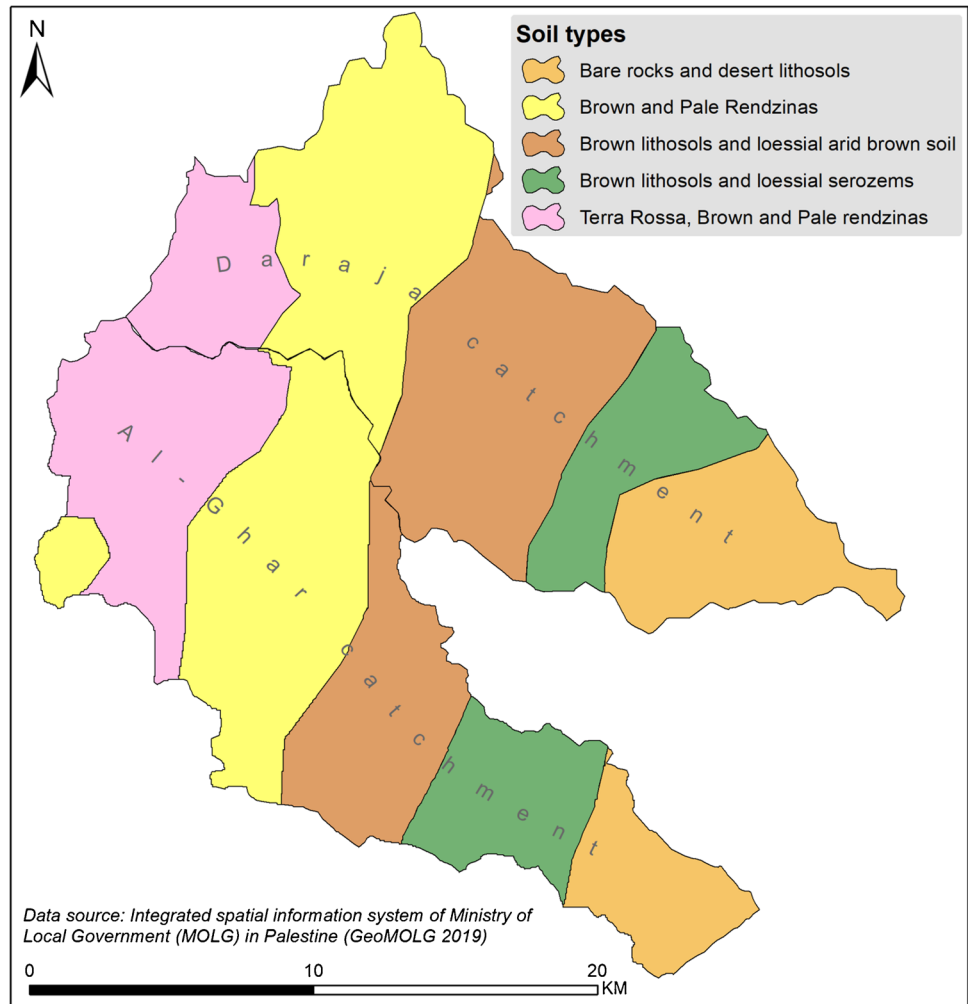 N
Soil types
Bare rocks and desert lithosols
Brown and Pale Rendzinas
Brown lithosols and loessial arid brown soil
Brown lithosols and loessial serozems
Terra Rossa, Brown and Pale rendzinas
Daraja catchment
Al-Ghar catchment
Data source: Integrated spatial information system of Ministry of
Local Government (MOLG) in Palestine (GeoMOLG 2019)
0 10 20 KM